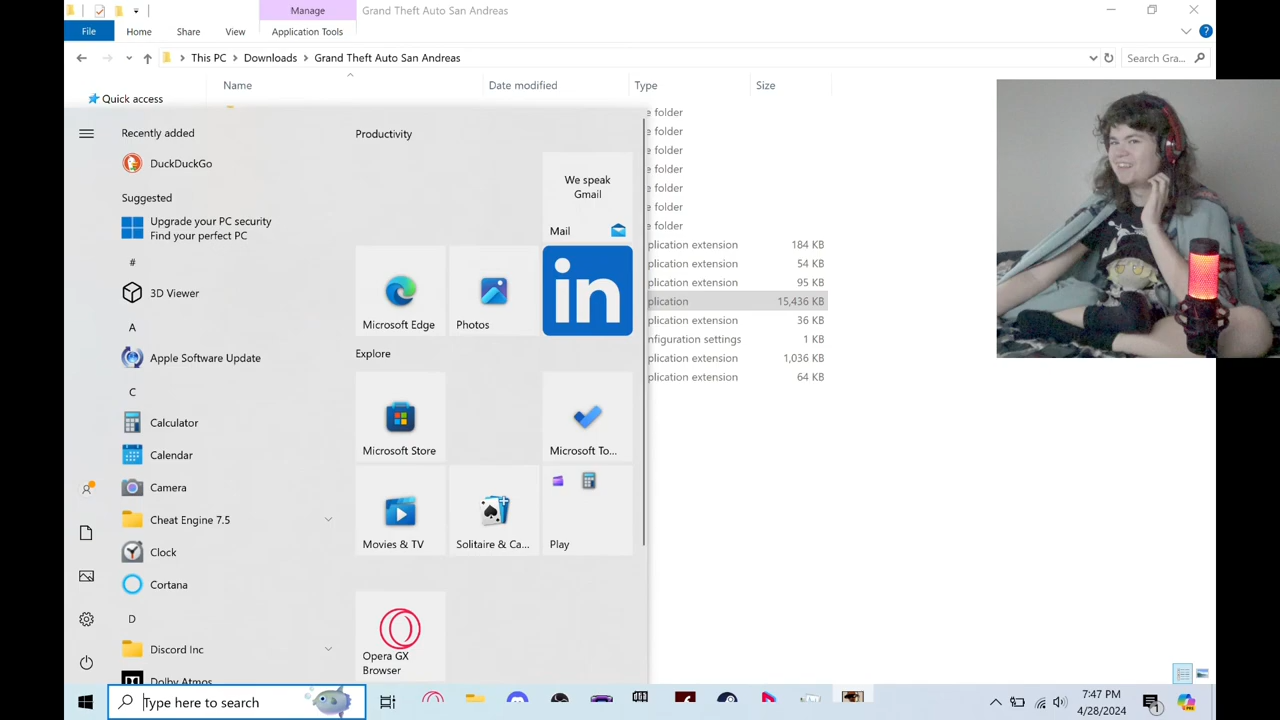 Manage
Grand Theft Auto San Andreas
File
Home
Share
View
Application Tools
This PC
Downloads
Grand Theft Auto San Andreas
Search Gra...
Name
Date modified
Type
Size
Quick access
e folder
e folder
e folder
e folder
e folder
e folder
e folder
plication extension 184 KB
plication extension 54 KB
plication extension 95 KB
plication 15,436 KB
plication extension 36 KB
nfiguration settings 1 KB
plication extension 1,036 KB
plication extension 64 KB
Recently added
DuckDuckGo
Suggested
Upgrade your PC security
Find your perfect PC
#
3D Viewer
A
Apple Software Update
C
Calculator
Calendar
Camera
Cheat Engine 7.5
Clock
Cortana
D
Discord Inc
Dolby Atmos
Productivity
We speak
Gmail
Mail
Microsoft Edge
Photos
in
Explore
Microsoft Store
Microsoft To...
Movies & TV
Solitaire & Ca...
Play
Opera GX
Browser
Type here to search
7:47 PM
4/28/2024
1